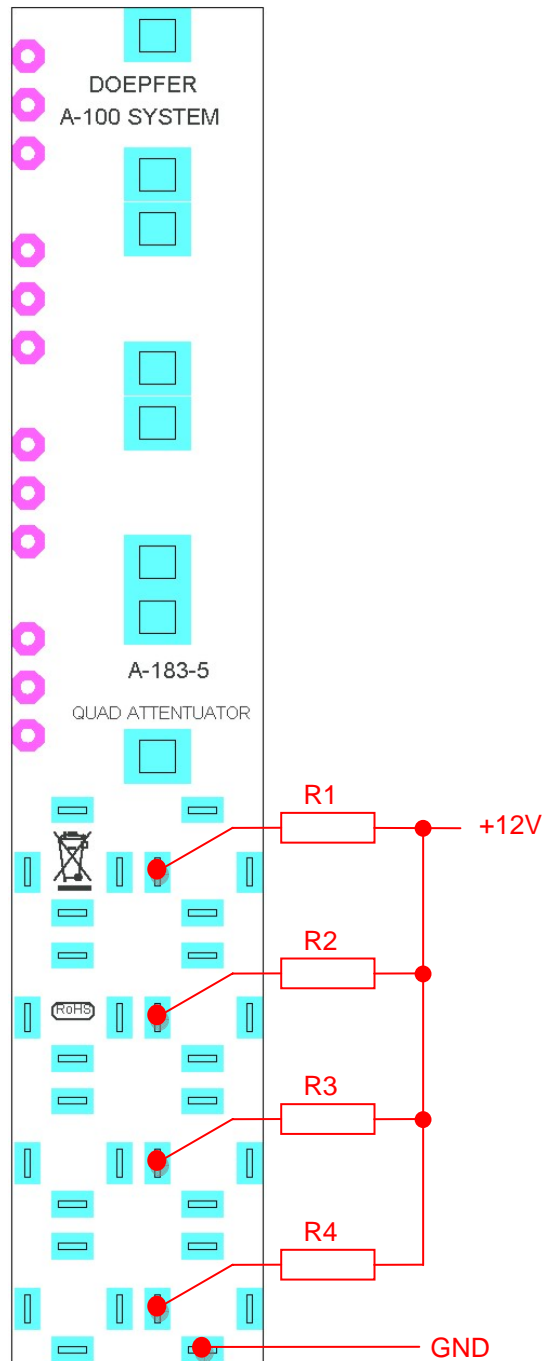 DOEPFER
A-100 SYSTEM
A-183-5
QUAD ATTENTUATOR
R1
+12V
R2
RoHS
R3
R4
GND